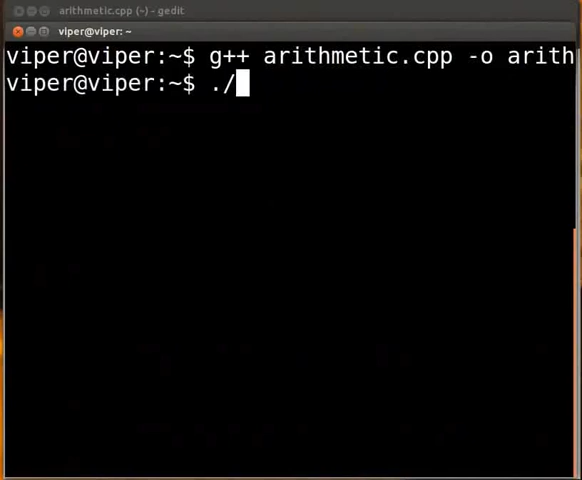 arithmetic.cpp (~) - gedit
viper@viper: ~
viper@viper:~$ g++ arithmetic.cpp -o arith
viper@viper:~$ ./